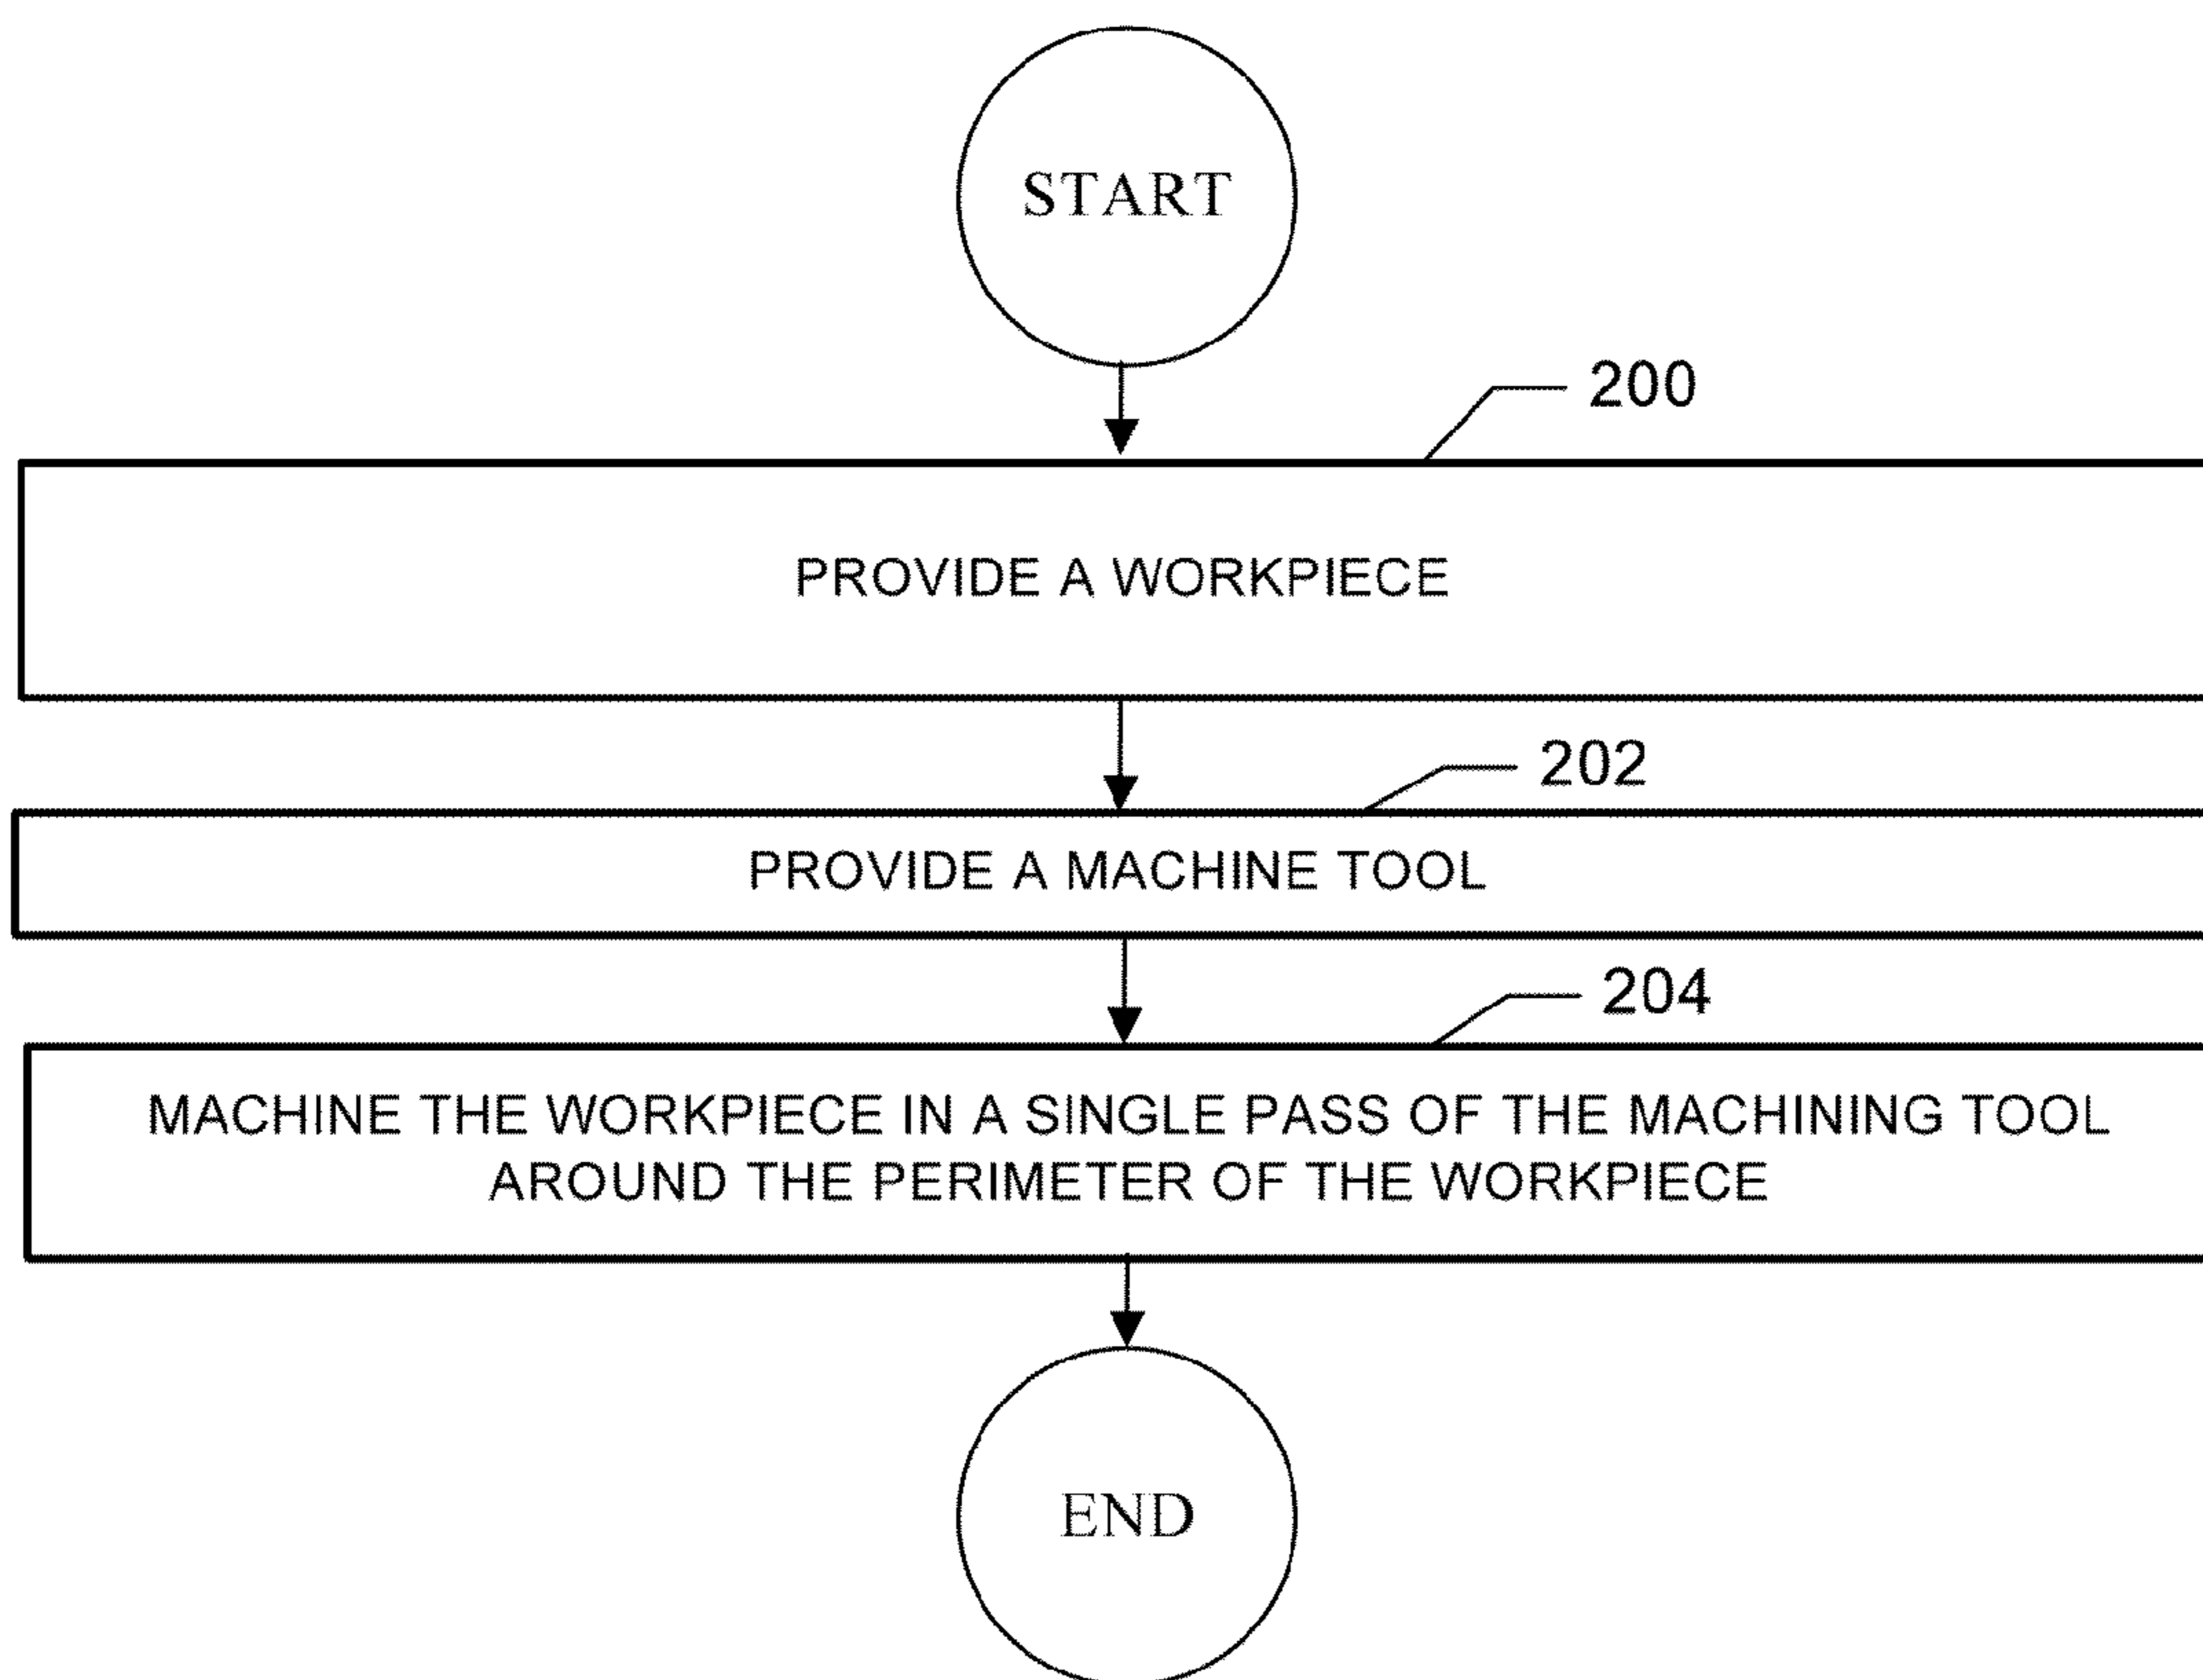 START
200
PROVIDE A WORKPIECE
202
PROVIDE A MACHINE TOOL
204
MACHINE THE WORKPIECE IN A SINGLE PASS OF THE MACHINING TOOL
AROUND THE PERIMETER OF THE WORKPIECE
END